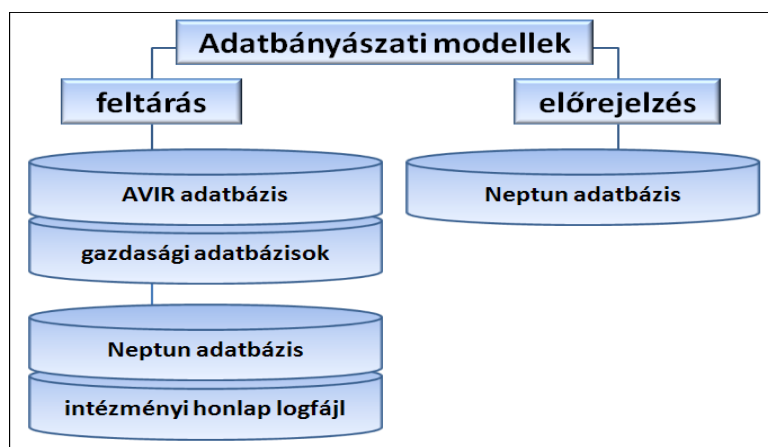 Adatbányászati modellek
feltárás
előrejelzés
AVIR adatbázis
Neptun adatbázis
gazdasági adatbázisok
Neptun adatbázis
intézményi honlap logfájl